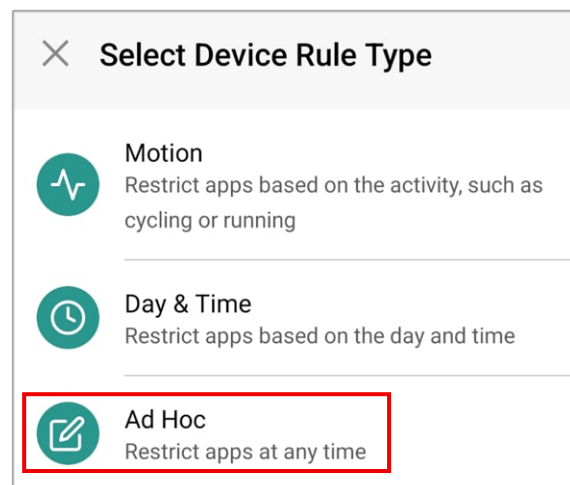 Select Device Rule Type
Motion
Restrict apps based on the activity, such as
cycling or running
Day & Time
Restrict apps based on the day and time
Ad Hoc
Restrict apps at any time